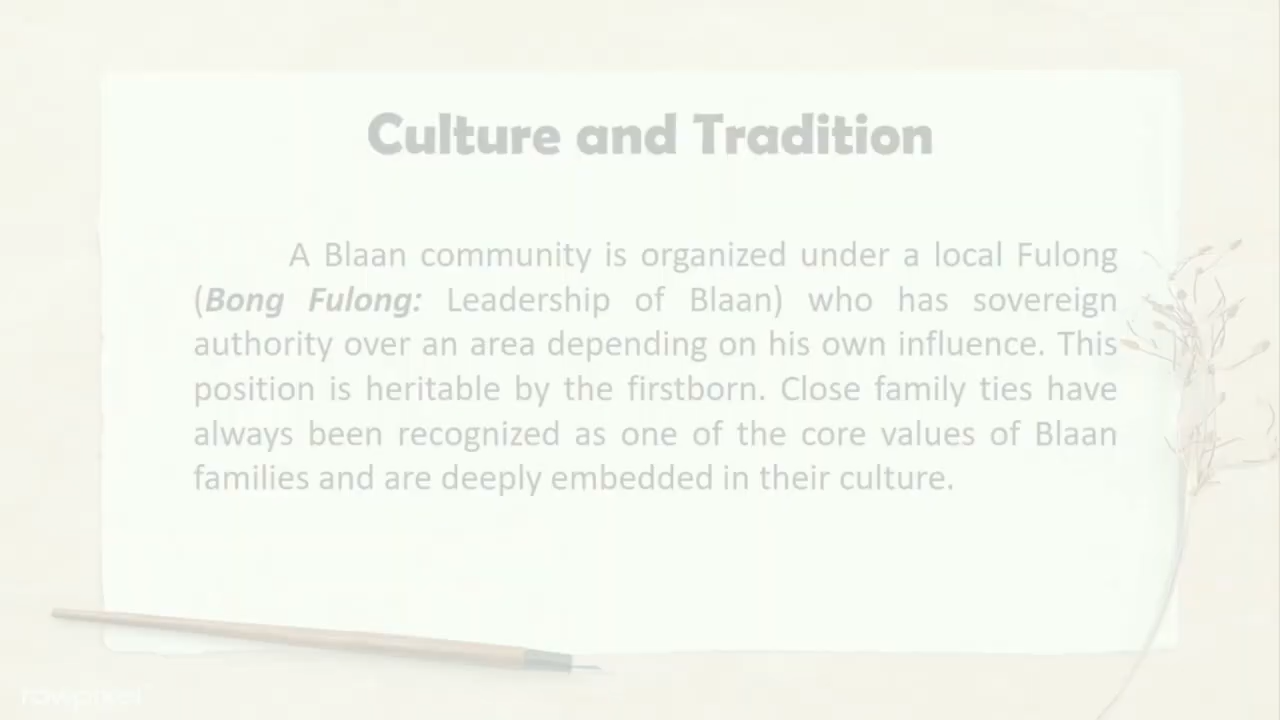 Culture and Tradition
A Blaan community is organized under a local Fulong
(Bong Fulong: Leadership of Blaan) who has sovereign
authority over an area depending on his own influence. This
position is heritable by the firstborn. Close family ties have
always been recognized as one of the core values of Blaan
families and are deeply embedded in their culture.
rawpixel